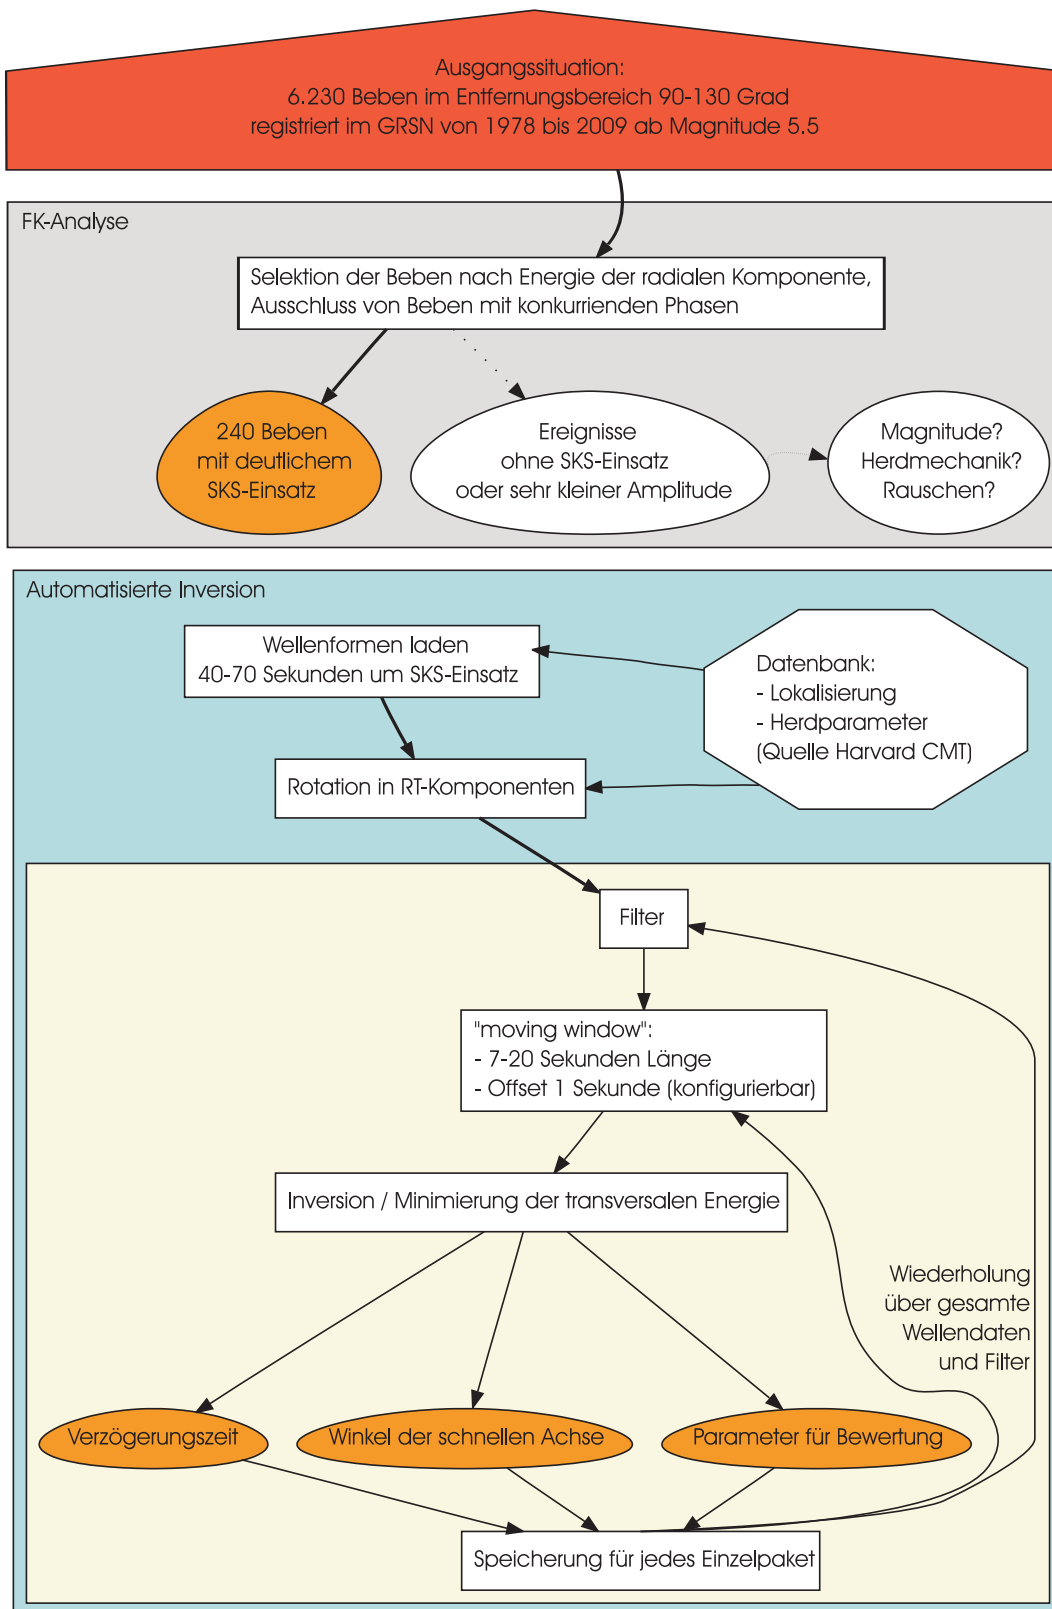 Ausgangssituation:
6.230 Beben im Entfernungsbereich 90-130 Grad
registriert im GRSN von 1978 bis 2009 ab Magnitude 5.5
FK-Analyse
Selektion der Beben nach Energie der radialen Komponente,
Ausschluss von Beben mit konkurrienden Phasen
240 Beben
mit deutlichem
SKS-Einsatz
Ereignisse
ohne SKS-Einsatz
oder sehr kleiner Amplitude
Magnitude?
Herdmechanik?
Rauschen?
Automatisierte Inversion
Wellenformen laden
40-70 Sekunden um SKS-Einsatz
Datenbank:
- Lokalisierung
- Herdparameter
(Quelle Harvard CMT)
Rotation in RT-Komponenten
Filter
"moving window":
- 7-20 Sekunden Länge
- Offset 1 Sekunde (konfigurierbar)
Inversion / Minimierung der transversalen Energie
Wiederholung
über gesamte
Wellendaten
und Filter
Verzögerungszeit
Winkel der schnellen Achse
Parameter für Bewertung
Speicherung für jedes Einzelpaket